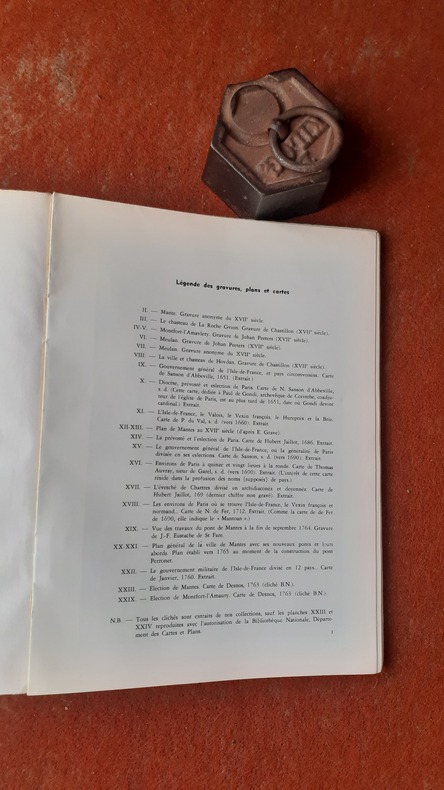 Légende des gravures, plans et cartes
II. — Mante. Gravure anonyme du XVIIe siècle.
III. — Le chasteau de La Roche Gvion. Gravure de Chastillon (XVIIe siècle).
IV-V. — Montfort-l'Amavlery. Gravure de Johan Peeters (XVIIe siècle).
VI. — Meulan. Gravure de Johan Peeters (XVIIe siècle).
VII. — Meulan. Gravure anonyme du XVIIe siècle.
VIII. — La ville et chasteau de Hovdan. Gravure de Chastillon (XVIIe siècle).
IX. — Gouvernement général de l'Isle-de-France, et pays circonvoisins. Carte
de Sanson d'Abbeville, 1651. (Extrait.)
X. — Diocèse, prévosté et eslection de Paris. Carte de N. Sanson d'Abbeville,
s. d. (Cette carte, dédiée à Paul de Gondi, archevêque de Corinthe, coadju-
teur de l'église de Paris, est au plus tard de 1651, date où Gondi devint
cardinal.) Extrait.
XI. — L'Isle-de-France, le Valois, le Vexin françois, le Hurepoix et la Brie.
Carte de P. du Val, s. d. (vers 1660). Extrait.
XII-XIII. — Plan de Mantes au XVIIe siècle (d'après E. Grave).
XIV. — La prévosté et l'eslection de Paris. Carte de Hubert Jaillot, 1686. Extrait.
XV. — Le gouvernement général de l'Isle-de-France, ou la généralité de Paris
divisée en ses eslections. Carte de Sanson, s. d. (vers 1690). Extrait.
XVI. — Environs de Paris à quinze et vingt lieues à la ronde. Carte de Thomas
Auvray, sieur de Garel, s. d. (vers 1690). Extrait. (L'intérêt de cette carte
réside dans la profusion des noms [supposés] de pays.)
XVII. — L'évesché de Chartres divisé en archidiaconés et doyennés. Carte de
Hubert Jaillot, 169 (dernier chiffre non gravé). Extrait.
XVIII. — Les environs de Paris où se trouve l'Isle-de-France, le Vexin françois et
normand... Carte de N. de Fer, 1712. Extrait. (Comme la carte de de Fer
de 1690, elle indique le « Mantouan ».)
XIX. — Vue des travaux du pont de Mantes à la fin de septembre 1764. Gravure
de J.-F. Eustache de St Fare.
XX-XXI. — Plan général de la ville de Mantes avec ses nouveaux ponts et leurs
abords. Plan établi vers 1765 au moment de la construction du pont
Perronet.
XXII. — Le gouvernement militaire de l'Isle-de-France divisé en 12 pays. Carte
de Janvier, 1760. Extrait.
XXIII. — Election de Mantes. Carte de Desnos, 1763 (cliché B.N.).
XXIX. — Election de Montfort-l'Amaury. Carte de Desnos, 1763 (cliché B.N.).
N.B. — Tous les clichés sont extraits de nos collections, sauf les planches XXIII et
XXIV reproduites avec l'autorisation de la Bibliothèque Nationale, Départe-
ment des Cartes et Plans.